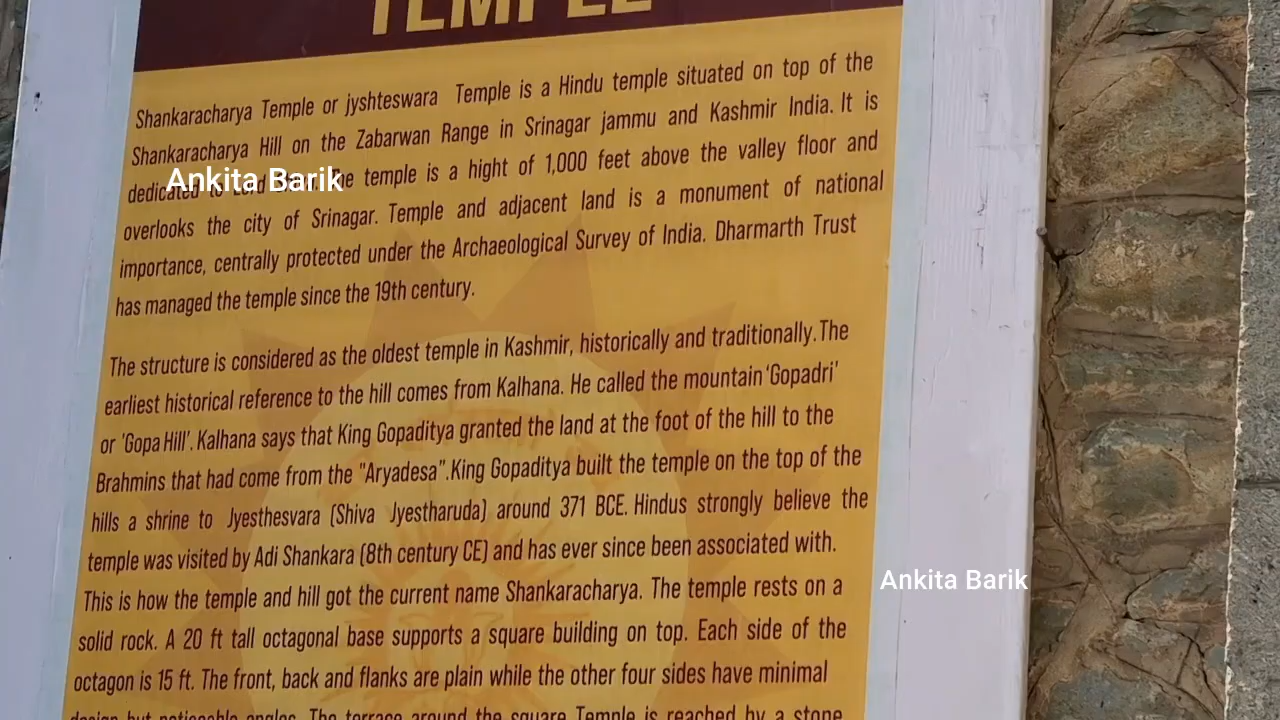 TEMPLE
Shankaracharya Temple or jyshteswara Temple is a Hindu temple situated on top of the
Shankaracharya Hill on the Zabarwan Range in Srinagar jammu and Kashmir India. It is
dedicated to temple is a hight of 1,000 feet above the valley floor and
Ankita Barik
overlooks the city of Srinagar. Temple and adjacent land is a monument of national
importance, centrally protected under the Archaeological Survey of India. Dharmarth Trust
has managed the temple since the 19th century.
The structure is considered as the oldest temple in Kashmir, historically and traditionally.The
earliest historical reference to the hill comes from Kalhana. He called the mountain 'Gopadri'
or 'Gopa Hill'. Kalhana says that King Gopaditya granted the land at the foot of the hill to the
Brahmins that had come from the "Aryadesa".King Gopaditya built the temple on the top of the
hills a shrine to Jyesthesvara (Shiva Jyestharuda) around 371 BCE. Hindus strongly believe the
temple was visited by Adi Shankara (8th century CE) and has ever since been associated with.
This is how the temple and hill got the current name Shankaracharya. The temple rests on a
Ankita Barik
solid rock. A 20 ft tall octagonal base supports a square building on top. Each side of the
octagon is 15 ft. The front, back and flanks are plain while the other four sides have minimal
design but noticeable angles. The terrace around the square Temple is reached by a stone